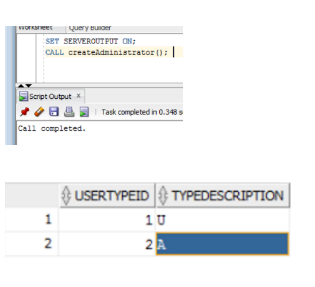 Worksheet Query Builder
SET SERVEROUTPUT ON;
CALL createAdministrator();
Script Output ×
Task completed in 0.348 s
Call completed.
USERTYPEID TYPEDESCRIPTION
1 1 U
2 2 A